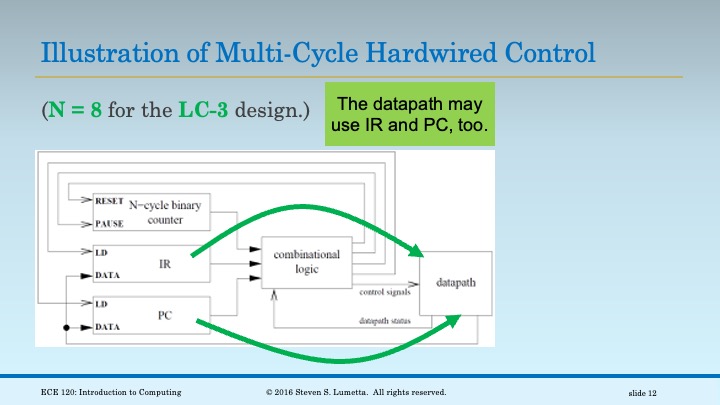 Illustration of Multi-Cycle Hardwired Control
(N = 8 for the LC-3 design.)
The datapath may
use IR and PC, too.
RESET
N−cycle binary
counter
PAUSE
LD
IR
DATA
combinational
logic
datapath
control signals
LD
PC
DATA
datapath status
ECE 120: Introduction to Computing
© 2016 Steven S. Lumetta. All rights reserved.
slide 12